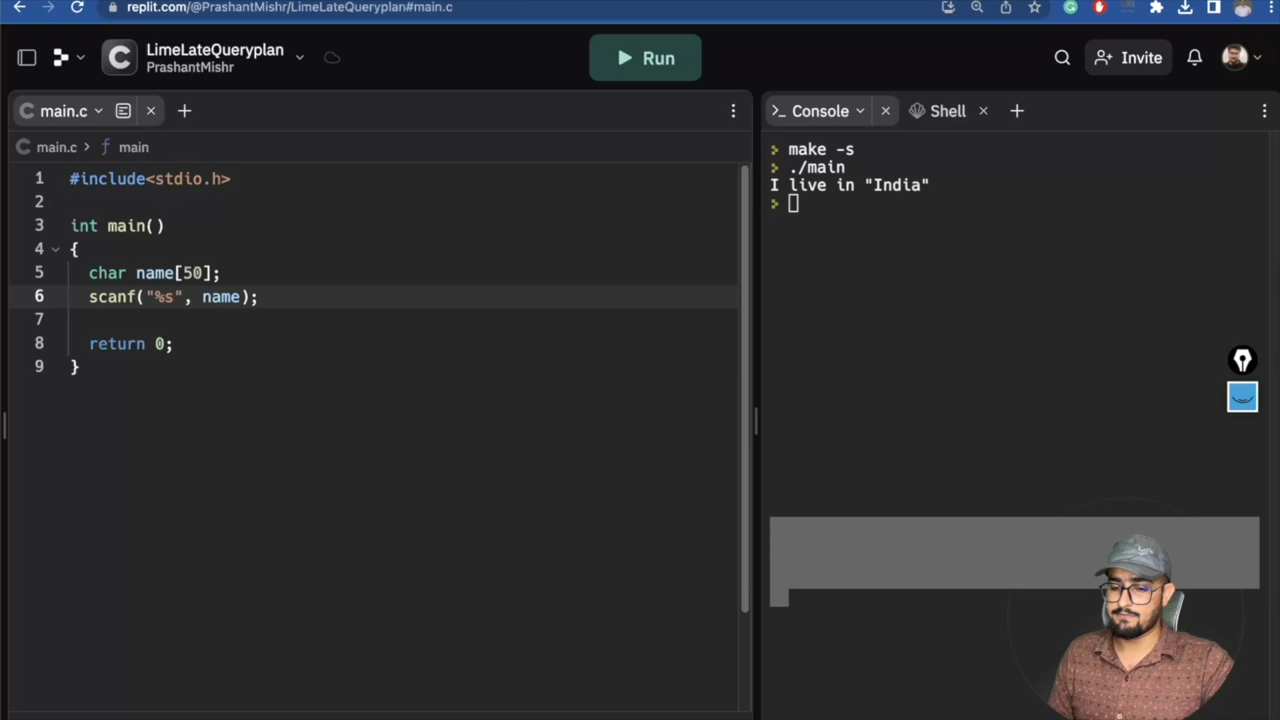 replit.com/@PrashantMishr/LimeLateQueryplan#main.c
LimeLateQueryplan
PrashantMishr
Run
Invite
main.c
Console
Shell
main.c > main
1 #include<stdio.h>
2
3 int main()
4 {
5 char name[50];
6 scanf("%s", name);
7
8 return 0;
9 }
> make -s
> ./main
I live in "India"
>